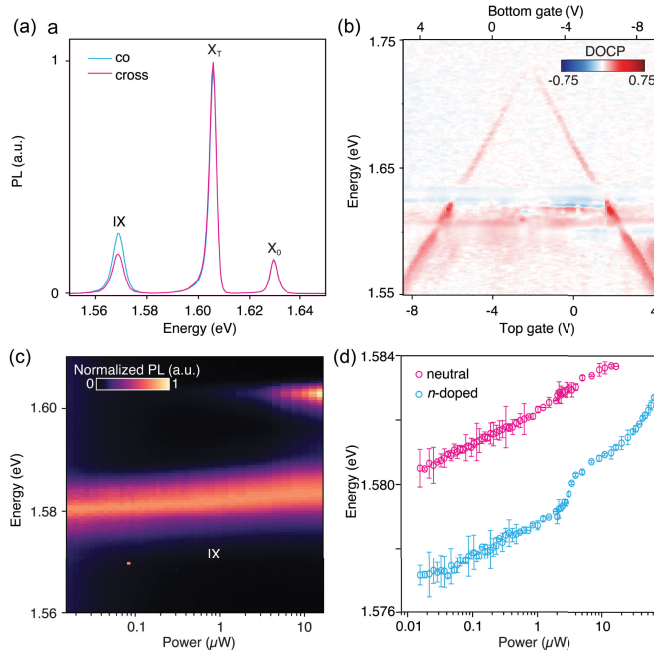 (a) a
co
cross
X_T
IX
X_0
1
0
PL (a.u.)
1.56 1.58 1.60 1.62 1.64
Energy (eV)
(b)
Bottom gate (V)
4 0 -4 -8
DOCP
-0.75 0.75
1.75
1.65
1.55
Energy (eV)
-8 -4 0 4
Top gate (V)
(c)
Normalized PL (a.u.)
0 1
1.60
1.58
1.56
Energy (eV)
IX
0.1 1 10
Power (µW)
(d)
neutral
n-doped
1.584
1.580
1.576
Energy (eV)
0.01 0.1 1 10
Power (µW)